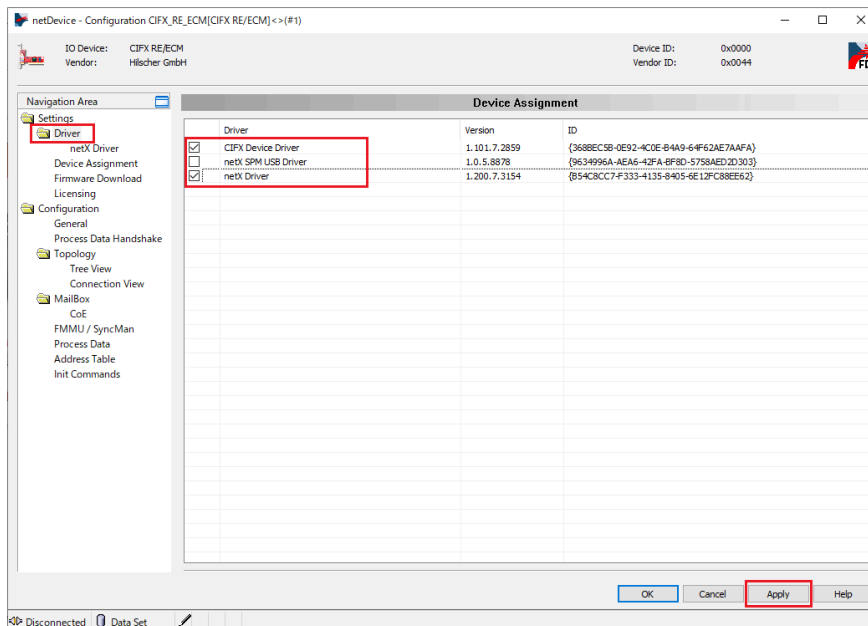 netDevice - Configuration CIFX_RE_ECM[CIFX RE/ECM]<>(#1)
IO Device: CIFX RE/ECM Device ID: 0x0000
Vendor: Hilscher GmbH Vendor ID: 0x0044
FD
Navigation Area
Device Assignment
Settings
Driver
netX Driver
Device Assignment
Firmware Download
Licensing
Configuration
General
Process Data Handshake
Topology
Tree View
Connection View
MailBox
CoE
FMMU / SyncMan
Process Data
Address Table
Init Commands
Driver Version ID
CIFX Device Driver 1.101.7.2859 {368BEC5B-0E92-4C0E-B4A9-64F62AE7AAFA}
netX SPM USB Driver 1.0.5.8878 {9634996A-AEA6-42FA-BF8D-5758AED2D303}
netX Driver 1.200.7.3154 {B54C8CC7-F333-4135-8405-6E12FC88EE62}
OK Cancel Apply Help
Disconnected Data Set